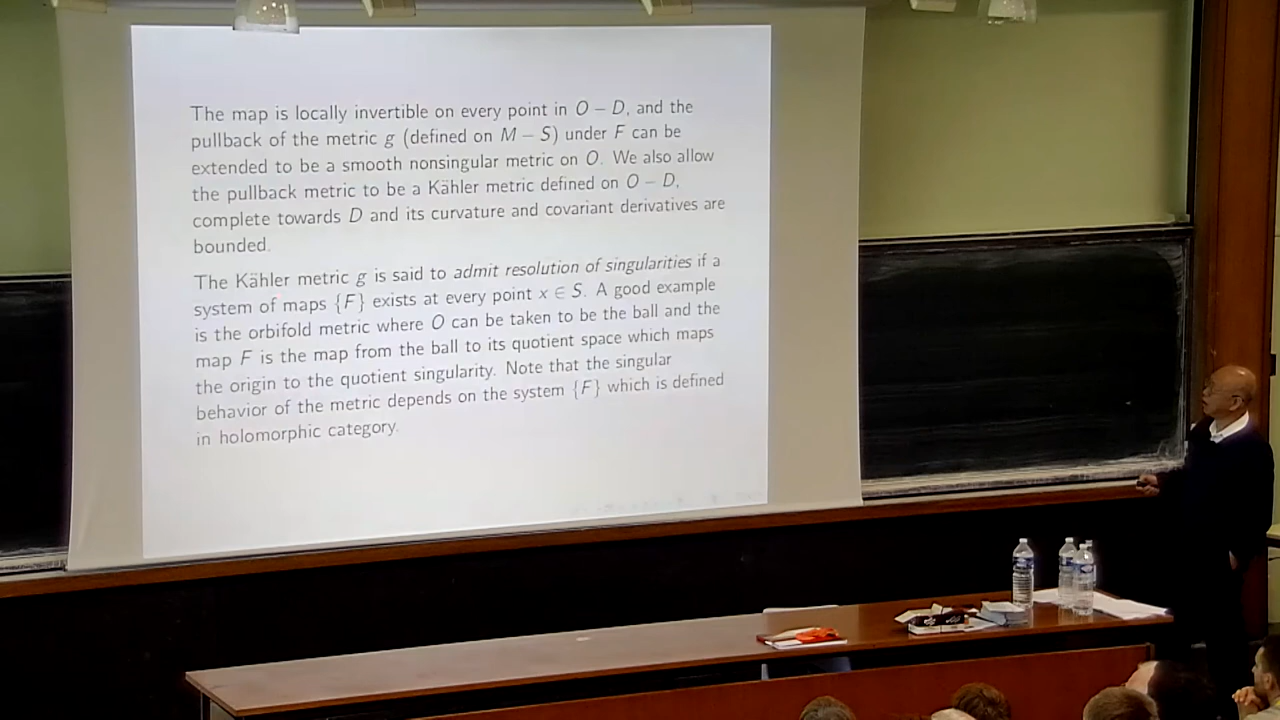 The map is locally invertible on every point in O − D, and the
pullback of the metric g (defined on M − S) under F can be
extended to be a smooth nonsingular metric on O. We also allow
the pullback metric to be a Kähler metric defined on O − D,
complete towards D and its curvature and covariant derivatives are
bounded.
The Kähler metric g is said to admit resolution of singularities if a
system of maps {F} exists at every point x ∈ S. A good example
is the orbifold metric where O can be taken to be the ball and the
map F is the map from the ball to its quotient space which maps
the origin to the quotient singularity. Note that the singular
behavior of the metric depends on the system {F} which is defined
in holomorphic category.